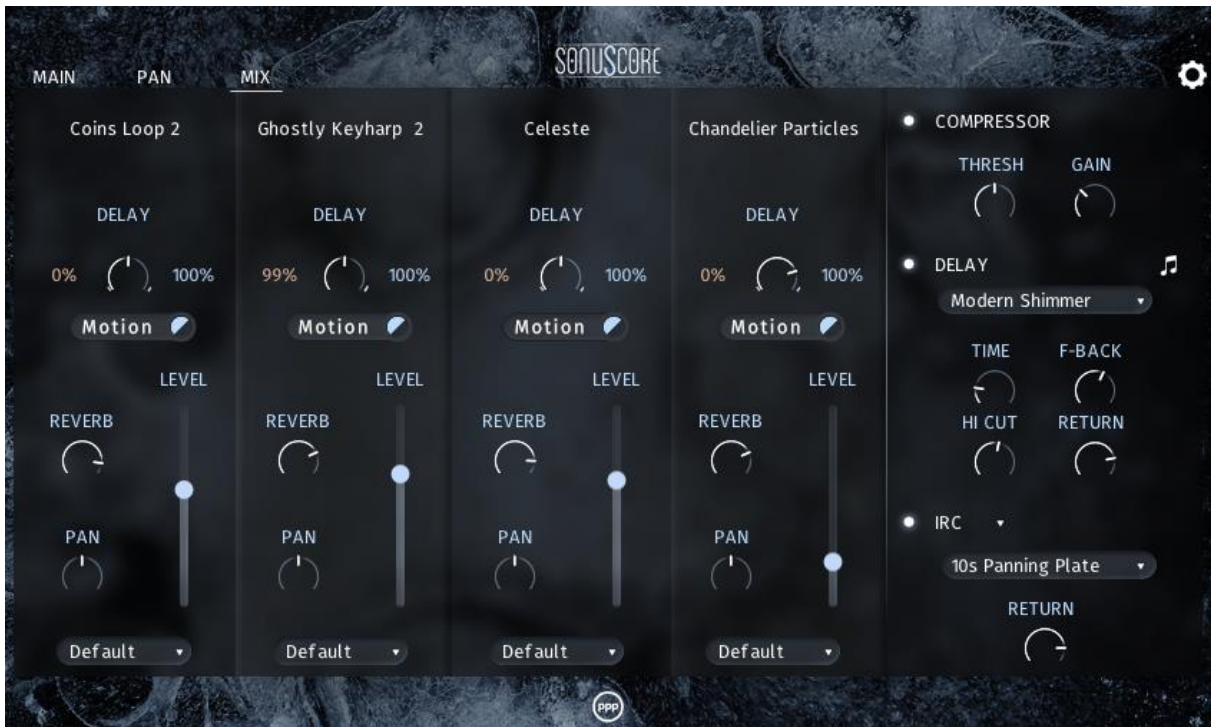 SONUSCORE
MAIN PAN MIX
Coins Loop 2
DELAY
0% 100%
Motion
LEVEL
REVERB
PAN
Default
Ghostly Keyharp 2
DELAY
99% 100%
Motion
LEVEL
REVERB
PAN
Default
Celeste
DELAY
0% 100%
Motion
LEVEL
REVERB
PAN
Default
Chandelier Particles
DELAY
0% 100%
Motion
LEVEL
REVERB
PAN
Default
COMPRESSOR
THRESH GAIN
DELAY
Modern Shimmer
TIME F-BACK
HI CUT RETURN
IRC
10s Panning Plate
RETURN
ppp